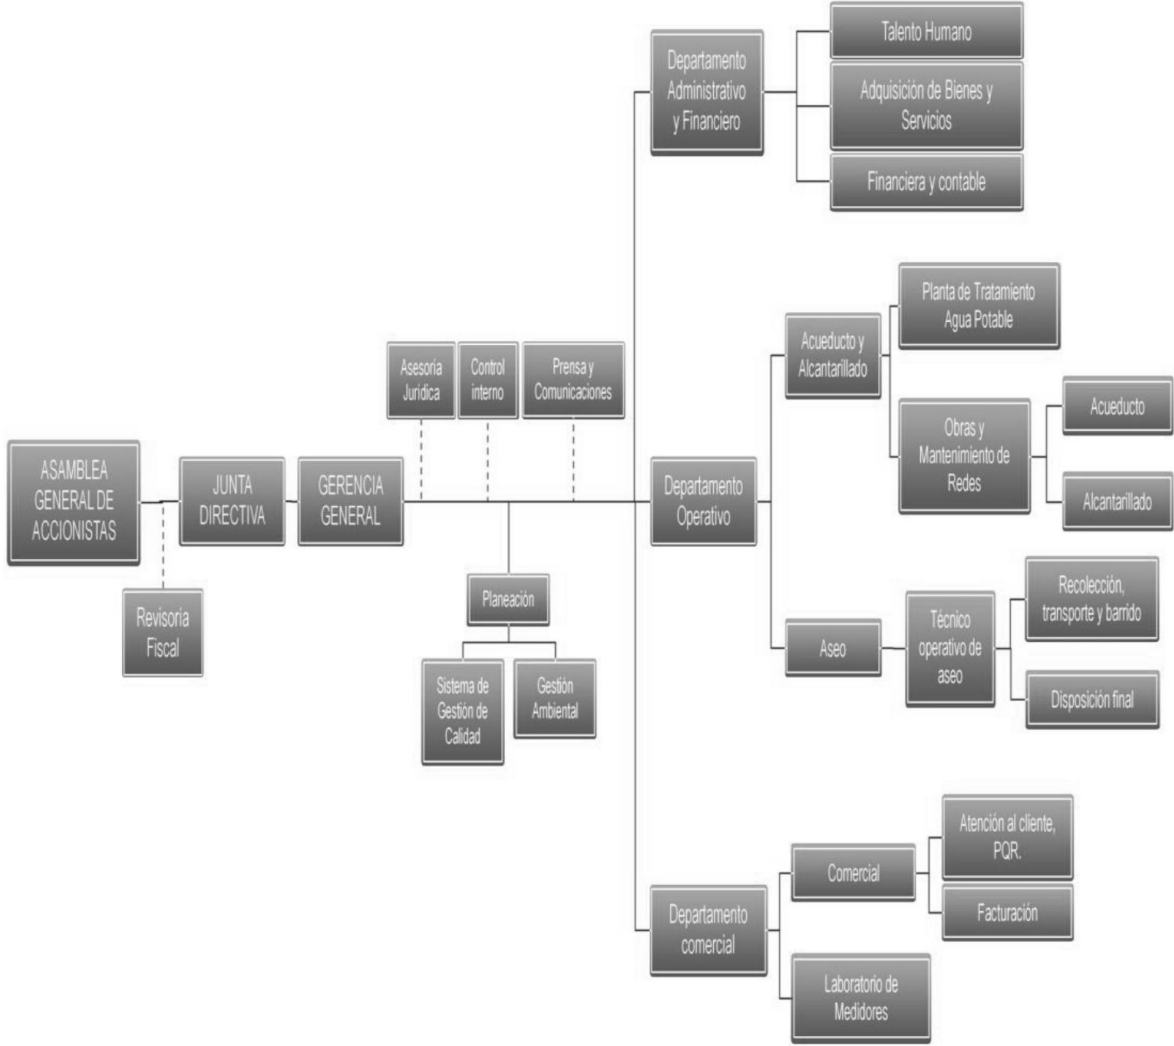 Talento Humano
Departamento
Administrativo
y Financiero
Adquisición de Bienes y
Servicios
Financiera y contable
Planta de Tratamiento
Agua Potable
Acueducto y
Alcantarillado
Asesoría
Jurídica
Control
interno
Prensa y
Comunicaciones
Acueducto
Obras y
Mantenimiento de
Redes
Alcantarillado
ASAMBLEA
GENERAL DE
ACCIONISTAS
JUNTA
DIRECTIVA
GERENCIA
GENERAL
Departamento
Operativo
Revisoría
Fiscal
Planeación
Sistema de
Gestión de
Calidad
Gestión
Ambiental
Aseo
Técnico
operativo de
aseo
Recolección,
transporte y barrido
Disposición final
Departamento
comercial
Comercial
Atención al cliente,
PQR.
Facturación
Laboratorio de
Medidores